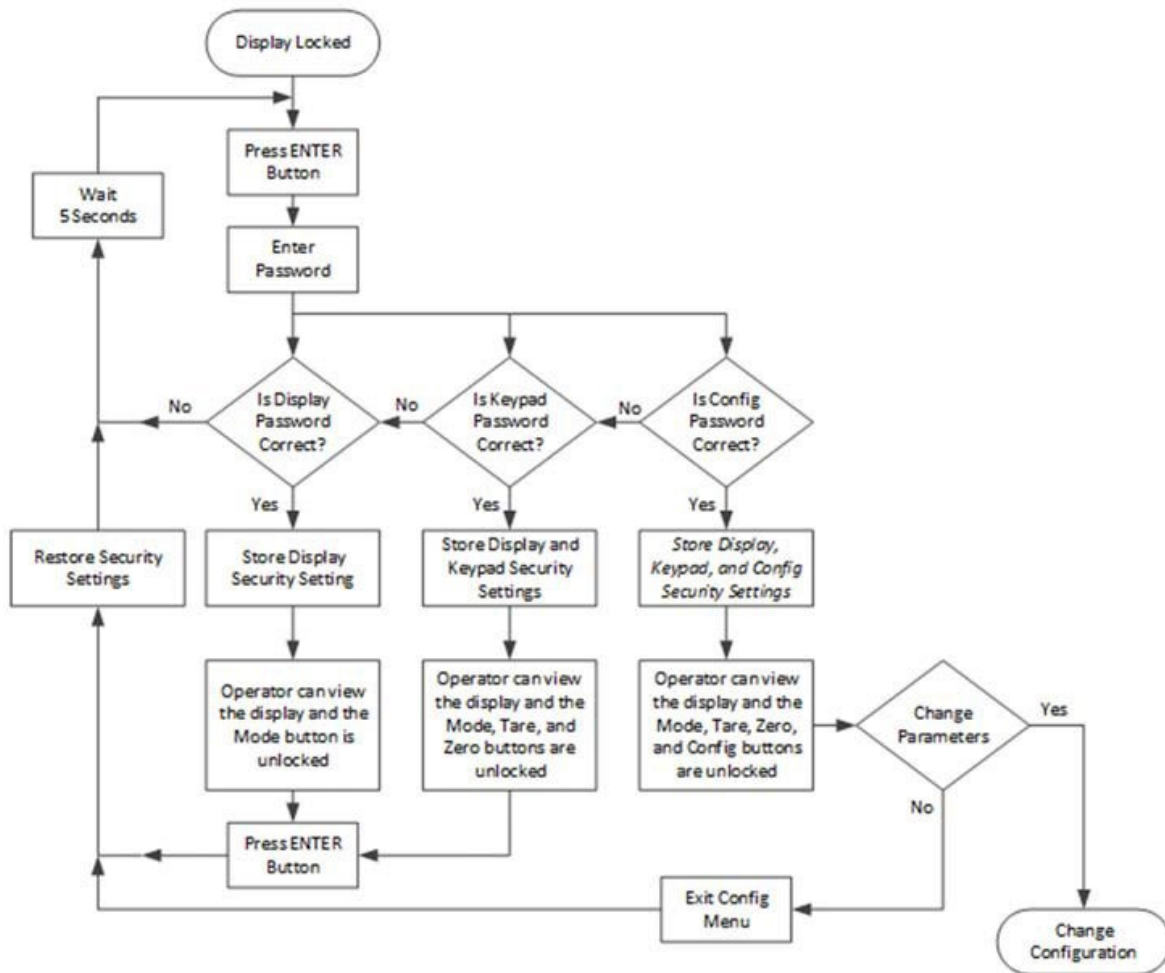 Display Locked
Press ENTER
Button
Wait
5 Seconds
Enter
Password
No
Is Display
Password
Correct?
No
Is Keypad
Password
Correct?
No
Is Config
Password
Correct?
Yes
Yes
Yes
Restore Security
Settings
Store Display
Security Setting
Store Display and
Keypad Security
Settings
Store Display,
Keypad, and Config
Security Settings
Operator can view
the display and the
Mode button is
unlocked
Operator can view
the display and the
Mode, Tare, and
Zero buttons are
unlocked
Operator can view
the display and the
Mode, Tare, Zero,
and Config buttons
are unlocked
Change
Parameters
Yes
No
Press ENTER
Button
Exit Config
Menu
Change
Configuration